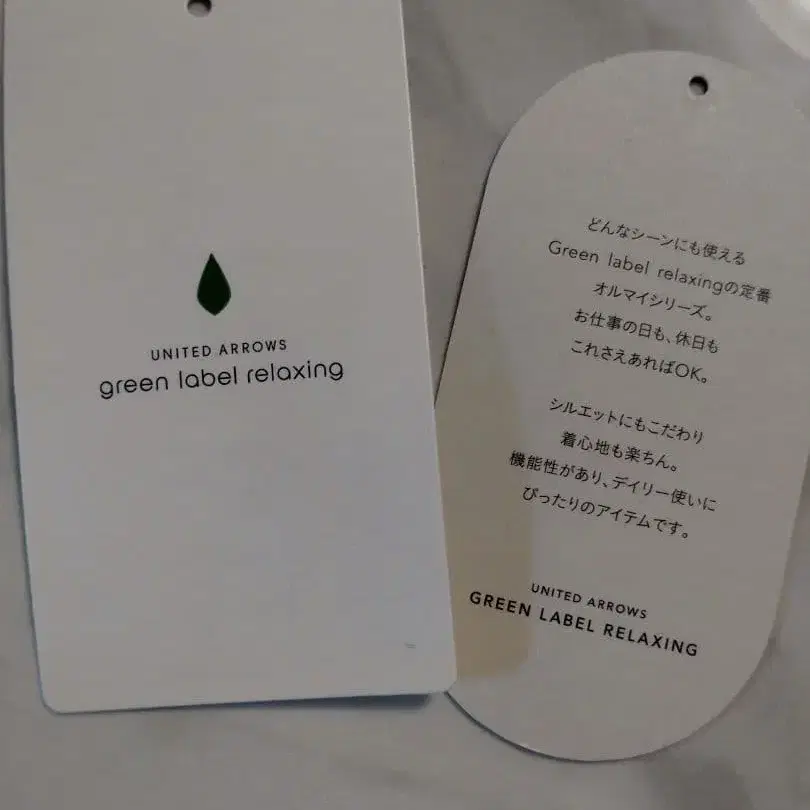 UNITED ARROWS
green label relaxing
どんなシーンにも使える
Green label relaxingの定番
オルマイシリーズ。
お仕事の日も、休日も
これさえあればOK。
シルエットにもこだわり
着心地も楽ちん。
機能性があり、デイリー使いに
ぴったりのアイテムです。
UNITED ARROWS
GREEN LABEL RELAXING